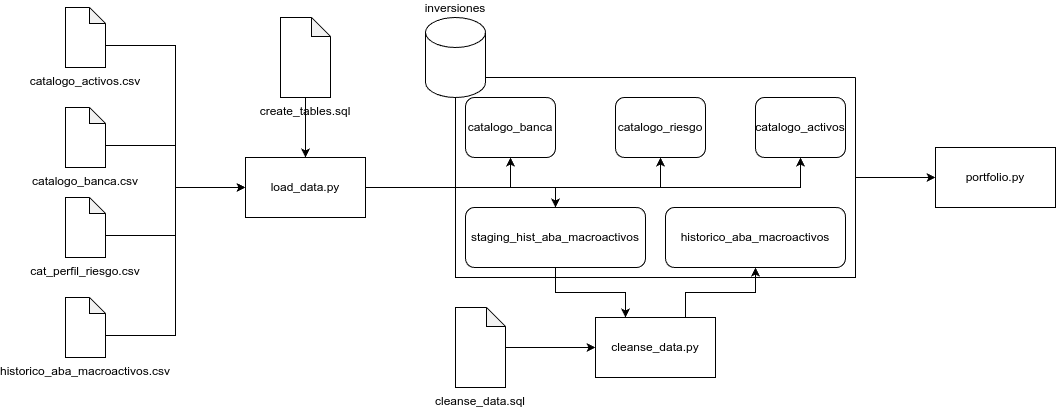 inversiones
catalogo_activos.csv
create_tables.sql
catalogo_banca
catalogo_riesgo
catalogo_activos
catalogo_banca.csv
load_data.py
portfolio.py
staging_hist_aba_macroactivos
historico_aba_macroactivos
cat_perfil_riesgo.csv
cleanse_data.py
historico_aba_macroactivos.csv
cleanse_data.sql